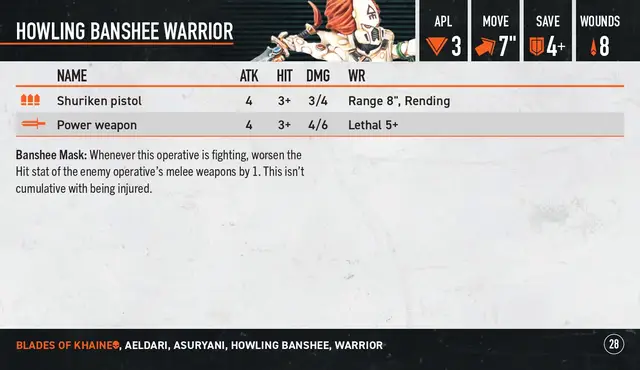 HOWLING BANSHEE WARRIOR
APL MOVE SAVE WOUNDS
3 7" 4+ 8
NAME ATK HIT DMG WR
Shuriken pistol 4 3+ 3/4 Range 8", Rending
Power weapon 4 3+ 4/6 Lethal 5+
Banshee Mask: Whenever this operative is fighting, worsen the
Hit stat of the enemy operative's melee weapons by 1. This isn't
cumulative with being injured.
BLADES OF KHAINE, AELDARI, ASURYANI, HOWLING BANSHEE, WARRIOR
28